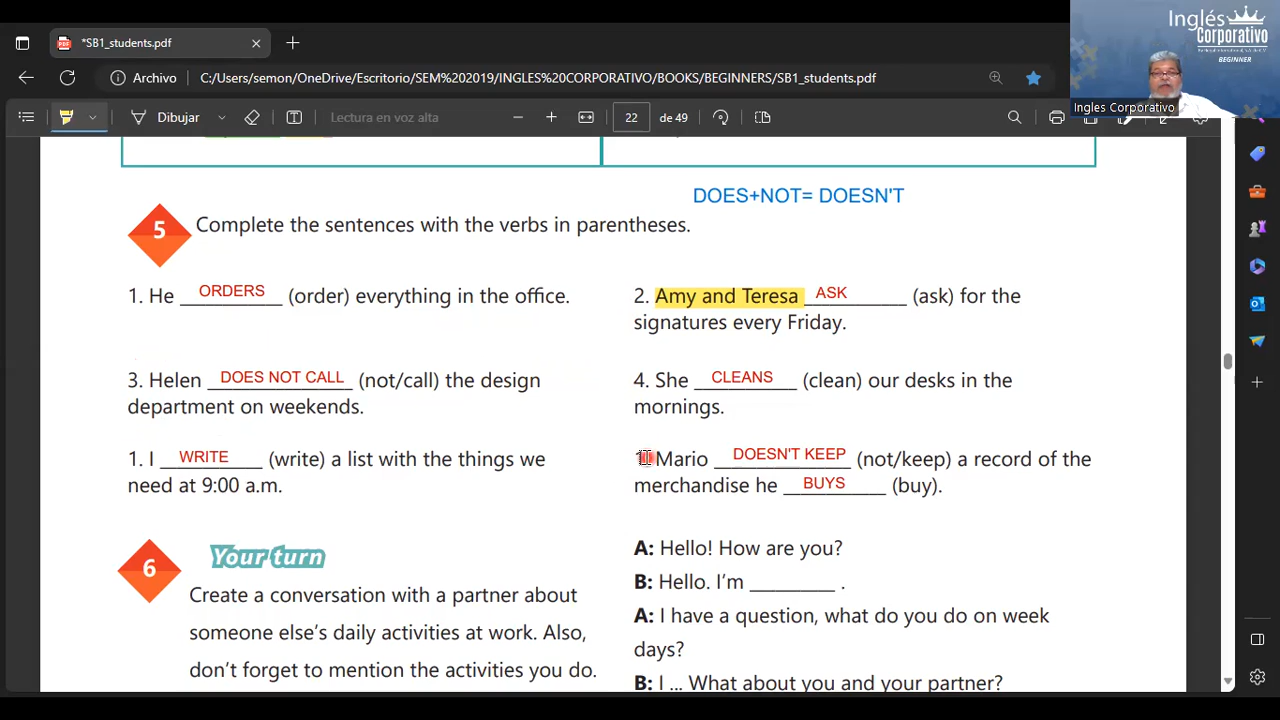 *SB1_students.pdf
Archivo
C:/Users/semon/OneDrive/Escritorio/SEM%202019/INGLES%20CORPORATIVO/BOOKS/BEGINNERS/SB1_students.pdf
Dibujar
Lectura en voz alta
22
de 49
Inglés
Corporativo
BEGINNER
Ingles Corporativo
DOES+NOT= DOESN'T
5 Complete the sentences with the verbs in parentheses.
1. He ORDERS (order) everything in the office.
2. Amy and Teresa ASK (ask) for the
signatures every Friday.
3. Helen DOES NOT CALL (not/call) the design
department on weekends.
4. She CLEANS (clean) our desks in the
mornings.
1. I WRITE (write) a list with the things we
need at 9:00 a.m.
Mario DOESN'T KEEP (not/keep) a record of the
merchandise he BUYS (buy).
6 Your turn
Create a conversation with a partner about
someone else's daily activities at work. Also,
don't forget to mention the activities you do.
A: Hello! How are you?
B: Hello. I'm _________ .
A: I have a question, what do you do on week
days?
B: I ... What about you and your partner?